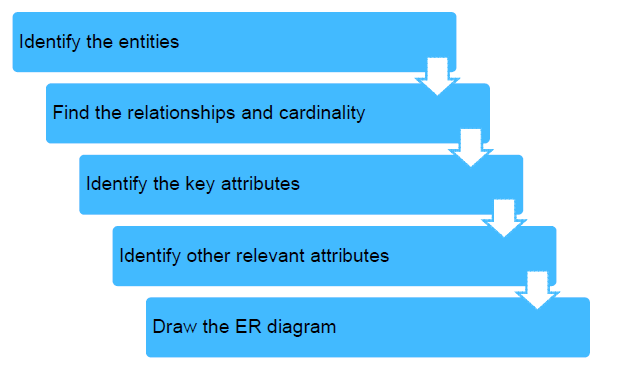 Identify the entities
Find the relationships and cardinality
Identify the key attributes
Identify other relevant attributes
Draw the ER diagram